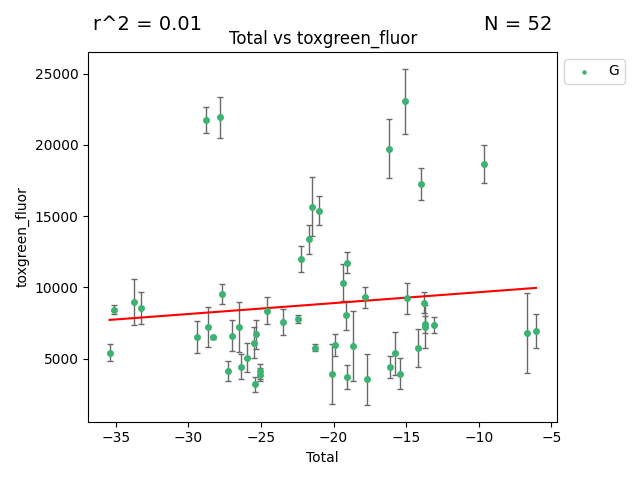 r^2 = 0.01
N = 52
Total vs toxgreen_fluor
G
25000
20000
15000
10000
5000
toxgreen_fluor
−35
−30
−25
−20
−15
−10
−5
Total